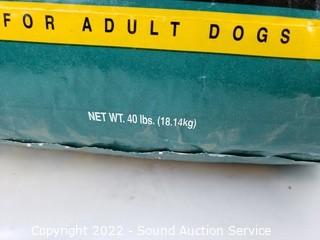 FOR ADULT DOGS
NET WT. 40 lbs. (18.14kg)
Copyright 2022 - Sound Auction Service